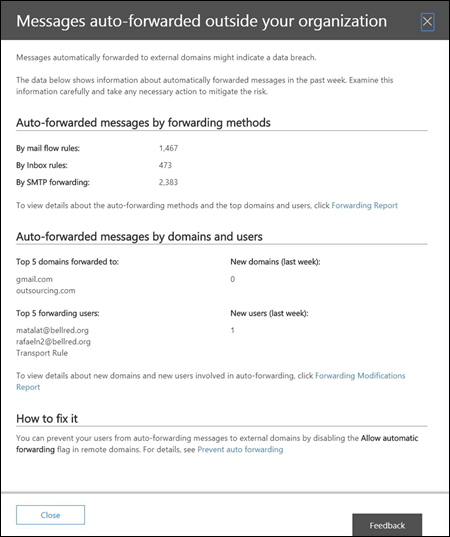 Messages auto-forwarded outside your organization
Messages automatically forwarded to external domains might indicate a data breach.
The data below shows information about automatically forwarded messages in the past week. Examine this
information carefully and take any necessary action to mitigate the risk.
Auto-forwarded messages by forwarding methods
By mail flow rules: 1,467
By Inbox rules: 473
By SMTP forwarding: 2,383
To view details about the auto-forwarding methods and the top domains and users, click Forwarding Report
Auto-forwarded messages by domains and users
Top 5 domains forwarded to: New domains (last week):
gmail.com 0
outsourcing.com
Top 5 forwarding users: New users (last week):
matalat@bellred.org 1
rafaeln2@bellred.org
Transport Rule
To view details about new domains and new users involved in auto-forwarding, click Forwarding Modifications
Report
How to fix it
You can prevent your users from auto-forwarding messages to external domains by disabling the Allow automatic
forwarding flag in remote domains. For details, see Prevent auto forwarding
Close
Feedback